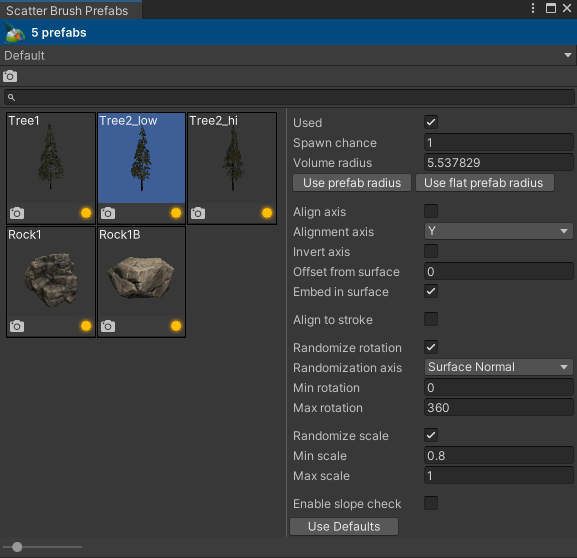 Scatter Brush Prefabs
5 prefabs
Default
Tree1
Tree2_low
Tree2_hi
Rock1
Rock1B
Used
Spawn chance 1
Volume radius 5.537829
Use prefab radius Use flat prefab radius
Align axis
Alignment axis Y
Invert axis
Offset from surface 0
Embed in surface
Align to stroke
Randomize rotation
Randomization axis Surface Normal
Min rotation 0
Max rotation 360
Randomize scale
Min scale 0.8
Max scale 1
Enable slope check
Use Defaults